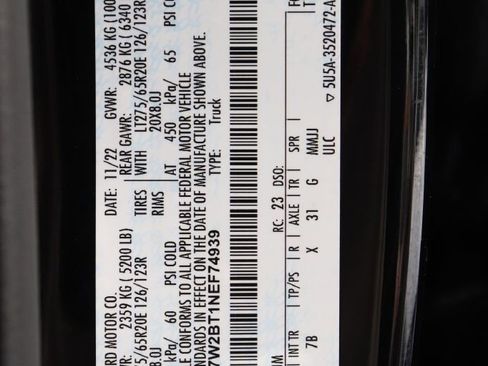 RD MOTOR CO. DATE: 11/22 GVWR: 4536 KG (100
WR: 2359 KG ( 5200 LB) REAR GAWR: 2876 KG ( 6340
5/65R20E 126/123R TIRES WITH LT275/65R20E 126/123R
8.0J RIMS 20X8.0J
kPa/ 60 PSI COLD AT 450 kPa/ 65 PSI CO
LE CONFORMS TO ALL APPLICABLE FEDERAL MOTOR VEHICLE
NDARDS IN EFFECT ON THE DATE OF MANUFACTURE SHOWN ABOVE.
7W2BT1NEF74939 TYPE: Truck
RC: 23 DSO:
INT TR TP/PS R AXLE TR SPR
7B X 31 G MMJJ
ULC
▽ 5U5A-3520472-A